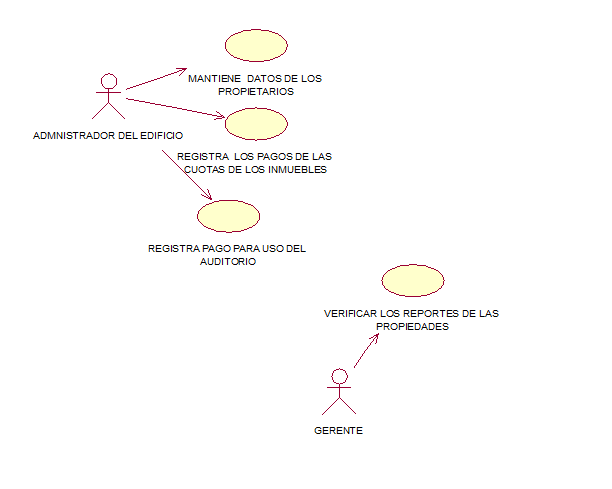 MANTIENE DATOS DE LOS
PROPIETARIOS
ADMNISTRADOR DEL EDIFICIO
REGISTRA LOS PAGOS DE LAS
CUOTAS DE LOS INMUEBLES
REGISTRA PAGO PARA USO DEL
AUDITORIO
VERIFICAR LOS REPORTES DE LAS
PROPIEDADES
GERENTE